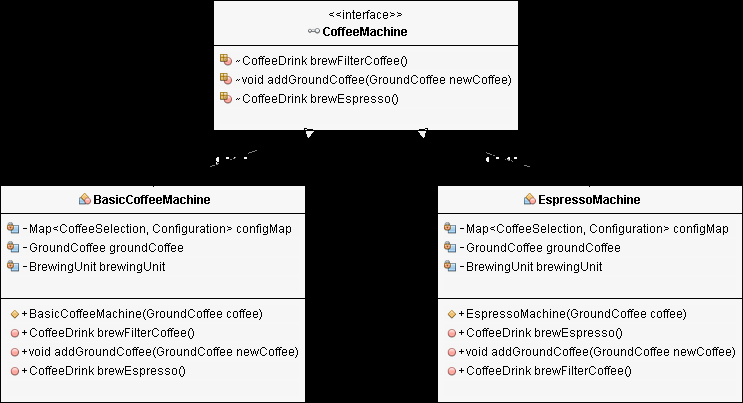 <<interface>>
CoffeeMachine
~CoffeeDrink brewFilterCoffee()
~void addGroundCoffee(GroundCoffee newCoffee)
~CoffeeDrink brewEspresso()
BasicCoffeeMachine
-Map<CoffeeSelection, Configuration> configMap
-GroundCoffee groundCoffee
-BrewingUnit brewingUnit
+BasicCoffeeMachine(GroundCoffee coffee)
+CoffeeDrink brewFilterCoffee()
+void addGroundCoffee(GroundCoffee newCoffee)
+CoffeeDrink brewEspresso()
EspressoMachine
-Map<CoffeeSelection, Configuration> configMap
-GroundCoffee groundCoffee
-BrewingUnit brewingUnit
+EspressoMachine(GroundCoffee coffee)
+CoffeeDrink brewEspresso()
+void addGroundCoffee(GroundCoffee newCoffee)
+CoffeeDrink brewFilterCoffee()